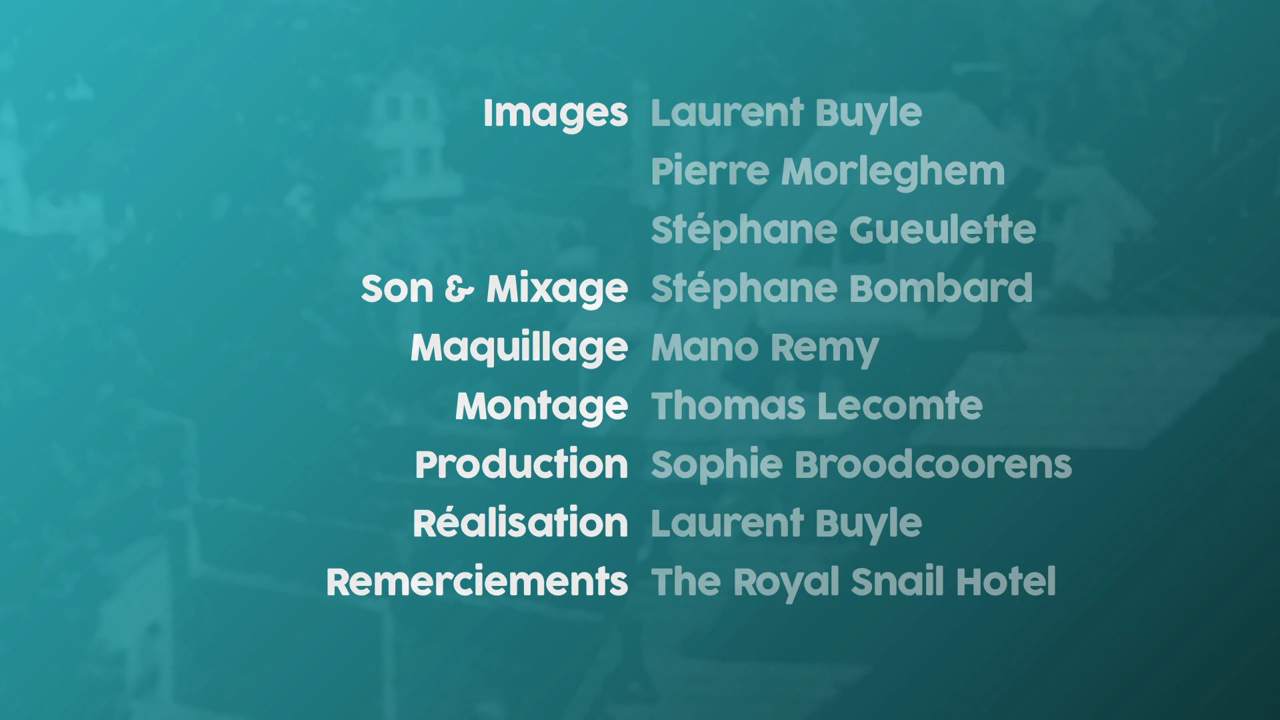 Images Laurent Buyle
Pierre Morleghem
Stéphane Gueulette
Son & Mixage Stéphane Bombard
Maquillage Mano Remy
Montage Thomas Lecomte
Production Sophie Broodcoorens
Réalisation Laurent Buyle
Remerciements The Royal Snail Hotel